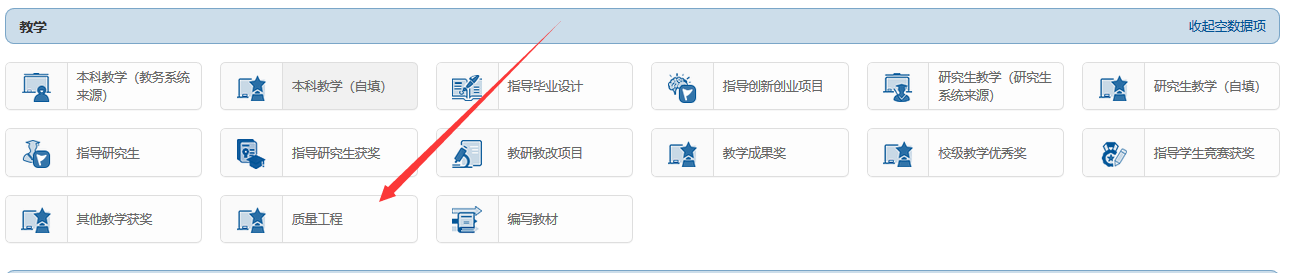 教学
收起空数据项
本科教学（教务系统
来源）
本科教学（自填）
指导毕业设计
指导创新创业项目
研究生教学（研究生
系统来源）
研究生教学（自填）
指导研究生
指导研究生获奖
教研教改项目
教学成果奖
校级教学优秀奖
指导学生竞赛获奖
其他教学获奖
质量工程
编写教材